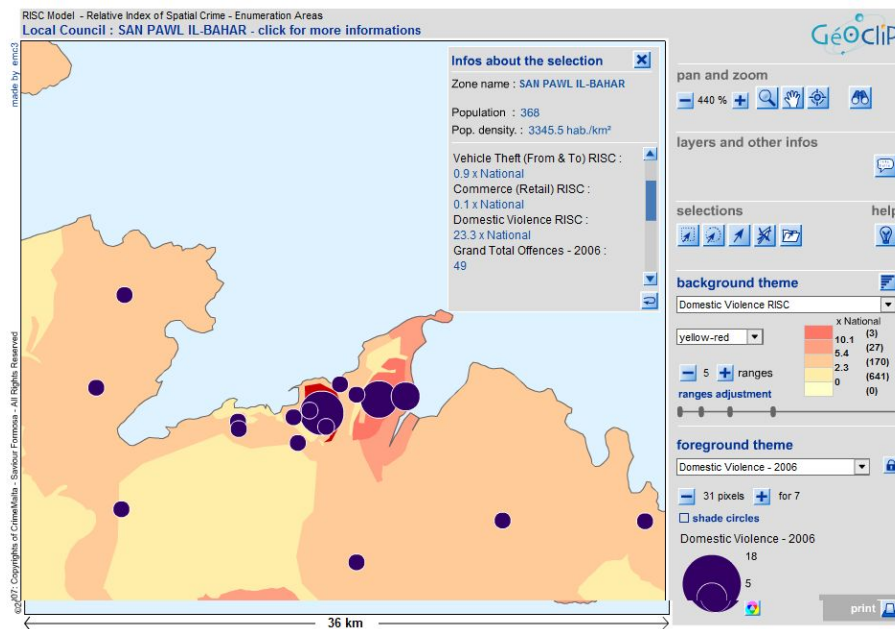 RISC Model - Relative Index of Spatial Crime - Enumeration Areas
Local Council : SAN PAWL IL-BAHAR - click for more informations
made by emc3
Infos about the selection
Zone name : SAN PAWL IL-BAHAR
Population : 368
Pop. density. : 3345.5 hab./km²
Vehicle Theft (From & To) RISC :
0.9 x National
Commerce (Retail) RISC :
0.1 x National
Domestic Violence RISC :
23.3 x National
Grand Total Offences - 2006 :
49
Copyrights of CrimeMalta - Saviour Formosa - All Rights Reserved
36 km
GéOclip
pan and zoom
440 %
layers and other infos
selections
help
background theme
Domestic Violence RISC
yellow-red
x National
(3)
10.1
(27)
5.4
(170)
2.3
(641)
0
(0)
5 ranges
ranges adjustment
foreground theme
Domestic Violence - 2006
31 pixels for 7
shade circles
Domestic Violence - 2006
18
5
print